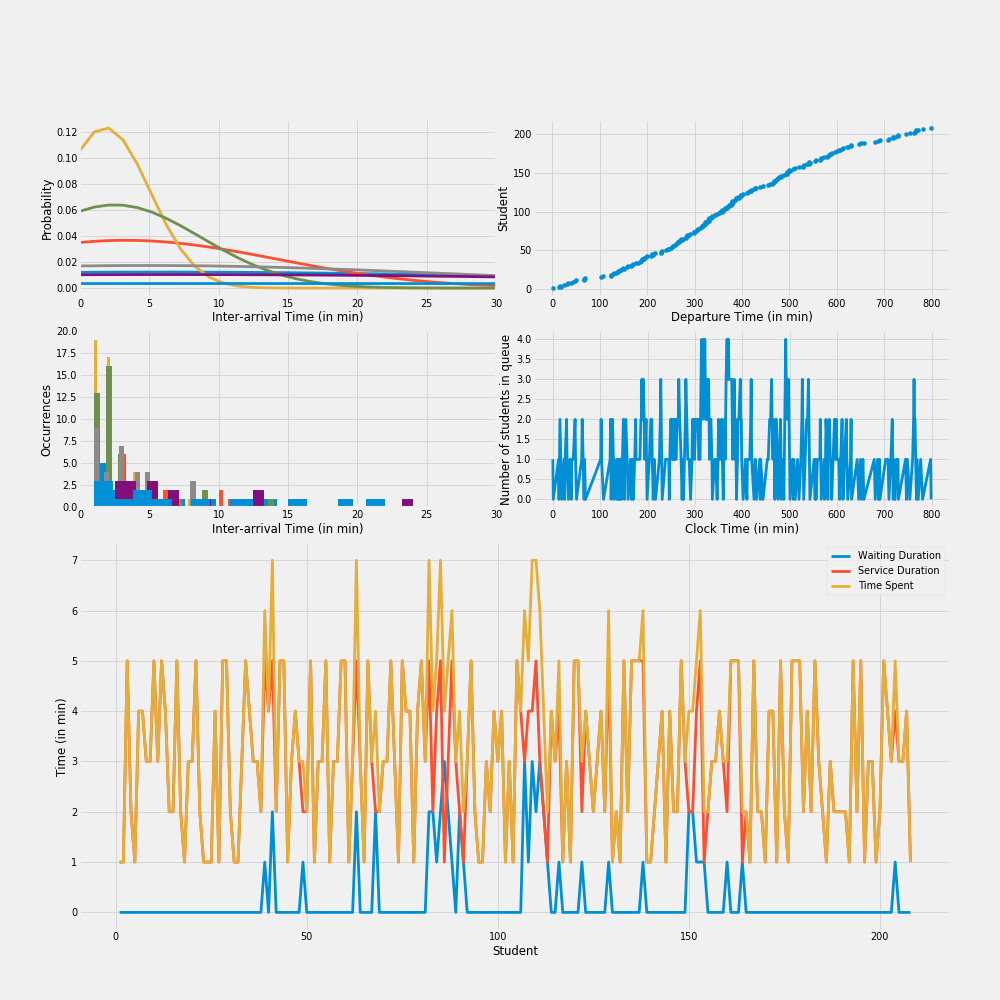 0.12
0.10
0.08
0.06
0.04
0.02
0.00
Probability
0 5 10 15 20 25 30
Inter-arrival Time (in min)
200
150
100
50
0
Student
0 100 200 300 400 500 600 700 800
Departure Time (in min)
20.0
17.5
15.0
12.5
10.0
7.5
5.0
2.5
0.0
Occurrences
0 5 10 15 20 25 30
Inter-arrival Time (in min)
4.0
3.5
3.0
2.5
2.0
1.5
1.0
0.5
0.0
Number of students in queue
0 100 200 300 400 500 600 700 800
Clock Time (in min)
7
6
5
4
3
2
1
0
Time (in min)
Waiting Duration
Service Duration
Time Spent
0 50 100 150 200
Student